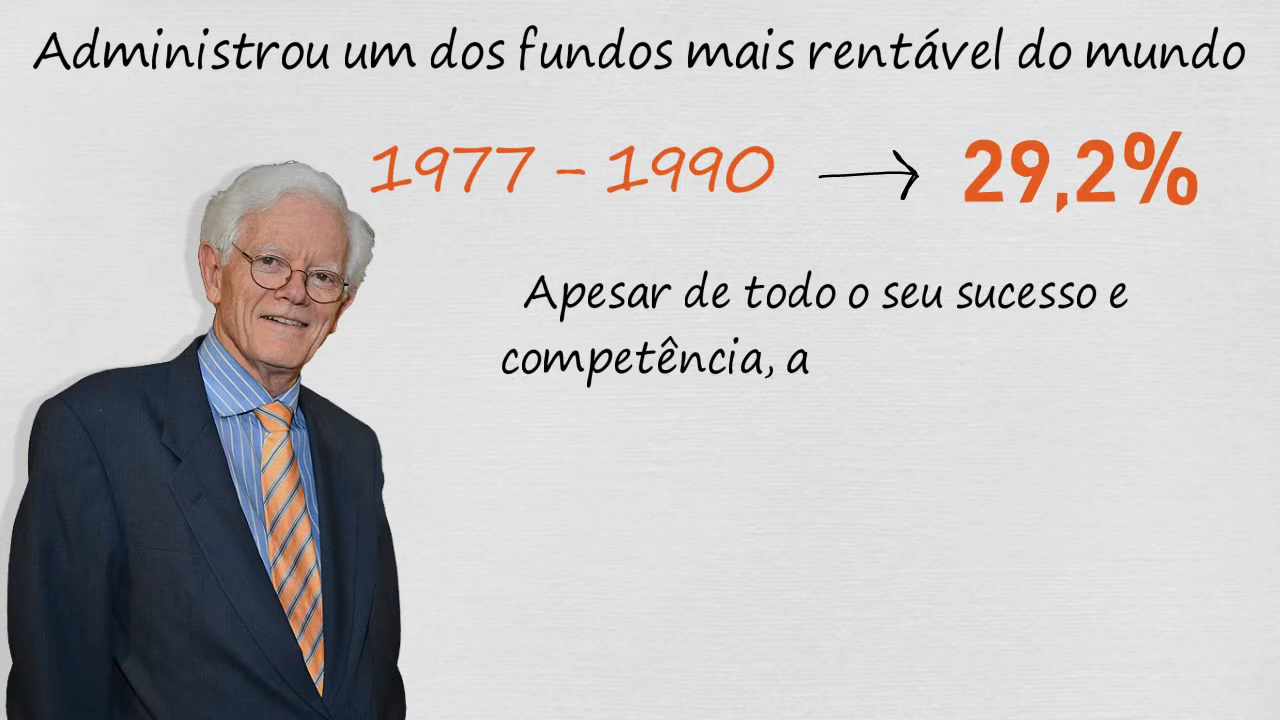 Administrou um dos fundos mais rentável do mundo
1977 - 1990 → 29,2%
Apesar de todo o seu sucesso e
competência, a